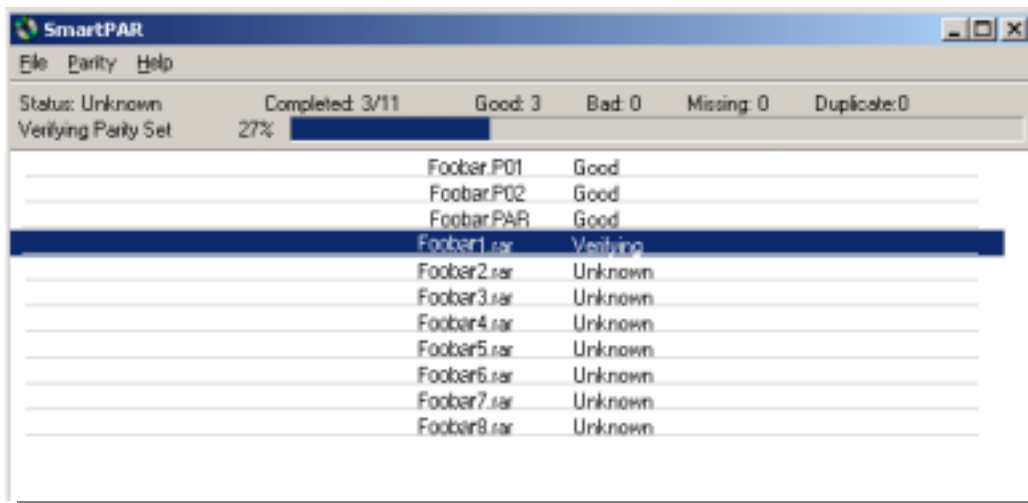 SmartPAR
File Parity Help
Status: Unknown Completed: 3/11 Good: 3 Bad: 0 Missing: 0 Duplicate:0
Verifying Parity Set 27%
Foobar.P01 Good
Foobar.P02 Good
Foobar.PAR Good
Foobar1.rar Verifying
Foobar2.rar Unknown
Foobar3.rar Unknown
Foobar4.rar Unknown
Foobar5.rar Unknown
Foobar6.rar Unknown
Foobar7.rar Unknown
Foobar8.rar Unknown